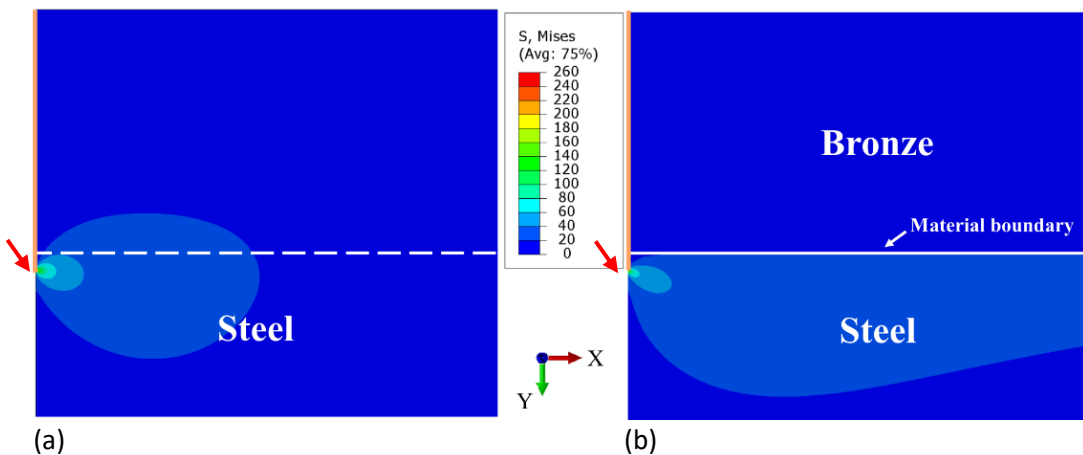 S, Mises
(Avg: 75%)
260
240
220
200
180
160
140
120
100
80
60
40
20
0
Steel
(a)
X
Y
Bronze
Material boundary
Steel
(b)